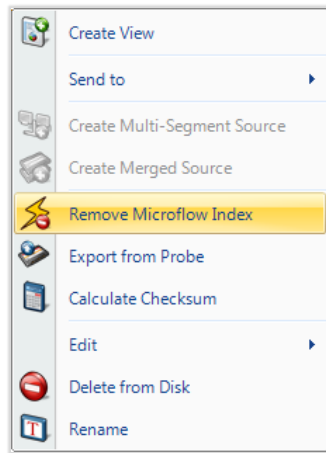 Create View
Send to
Create Multi-Segment Source
Create Merged Source
Remove Microflow Index
Export from Probe
Calculate Checksum
Edit
Delete from Disk
T Rename